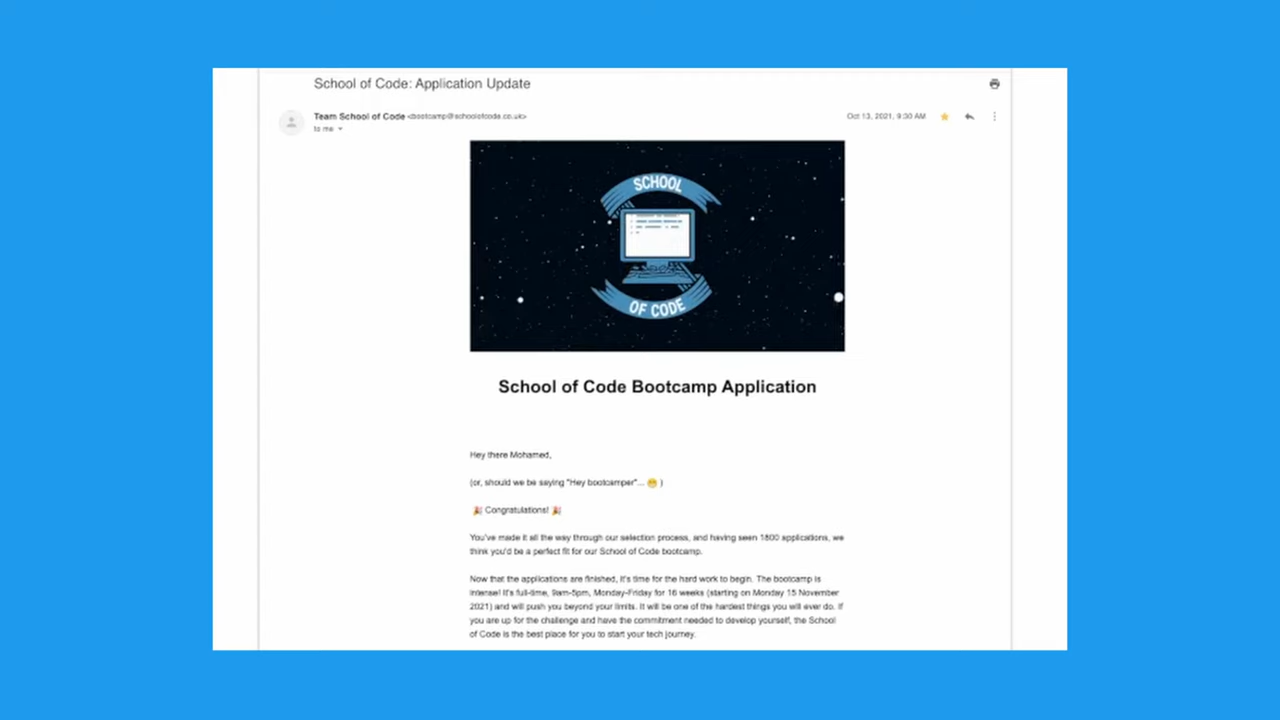 School of Code: Application Update
Team School of Code <bootcamp@schoolofcode.co.uk>
Oct 13, 2021, 9:30 AM
to me
SCHOOL
OF CODE
School of Code Bootcamp Application
Hey there Mohamed,
(or, should we be saying "Hey bootcamper"... 😁 )
🎉 Congratulations! 🎉
You've made it all the way through our selection process, and having seen 1800 applications, we
think you'd be a perfect fit for our School of Code bootcamp.
Now that the applications are finished, it's time for the hard work to begin. The bootcamp is
intense! It's full-time, 9am-5pm, Monday-Friday for 16 weeks (starting on Monday 15 November
2021) and will push you beyond your limits. It will be one of the hardest things you will ever do. If
you are up for the challenge and have the commitment needed to develop yourself, the School
of Code is the best place for you to start your tech journey.